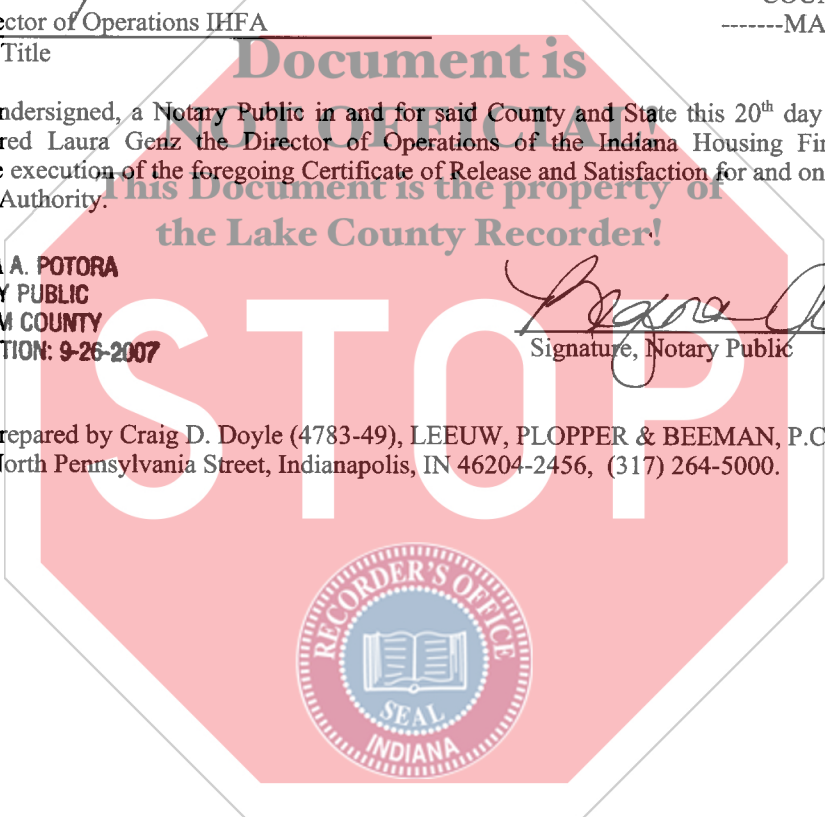 COUN
ector of Operations IHFA
-------MA
Title
Document is
ndersigned, a Notary Public in and for said County and State this 20th day
NOT OFFICIAL!
red Laura Genz the Director of Operations of the Indiana Housing Fin
e execution of the foregoing Certificate of Release and Satisfaction for and on
This Document is the property of
Authority.
the Lake County Recorder!
A. POTORA
Y PUBLIC
M COUNTY
TION: 9-26-2007
Signature, Notary Public
STOP
repared by Craig D. Doyle (4783-49), LEEUW, PLOPPER & BEEMAN, P.C
North Pennsylvania Street, Indianapolis, IN 46204-2456, (317) 264-5000.
RECORDER'S OFFICE
SEAL
INDIANA